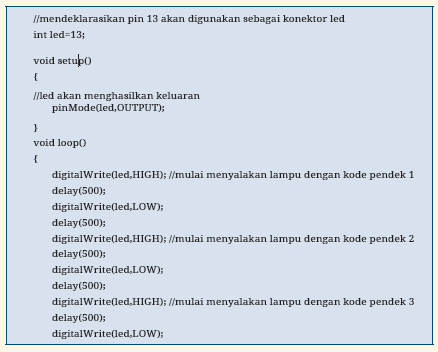 //mendeklarasikan pin 13 akan digunakan sebagai konektor led
int led=13;
void setup()
{
//led akan menghasilkan keluaran
pinMode(led,OUTPUT);
}
void loop()
{
digitalWrite(led,HIGH); //mulai menyalakan lampu dengan kode pendek 1
delay(500);
digitalWrite(led,LOW);
delay(500);
digitalWrite(led,HIGH); //mulai menyalakan lampu dengan kode pendek 2
delay(500);
digitalWrite(led,LOW);
delay(500);
digitalWrite(led,HIGH); //mulai menyalakan lampu dengan kode pendek 3
delay(500);
digitalWrite(led,LOW);